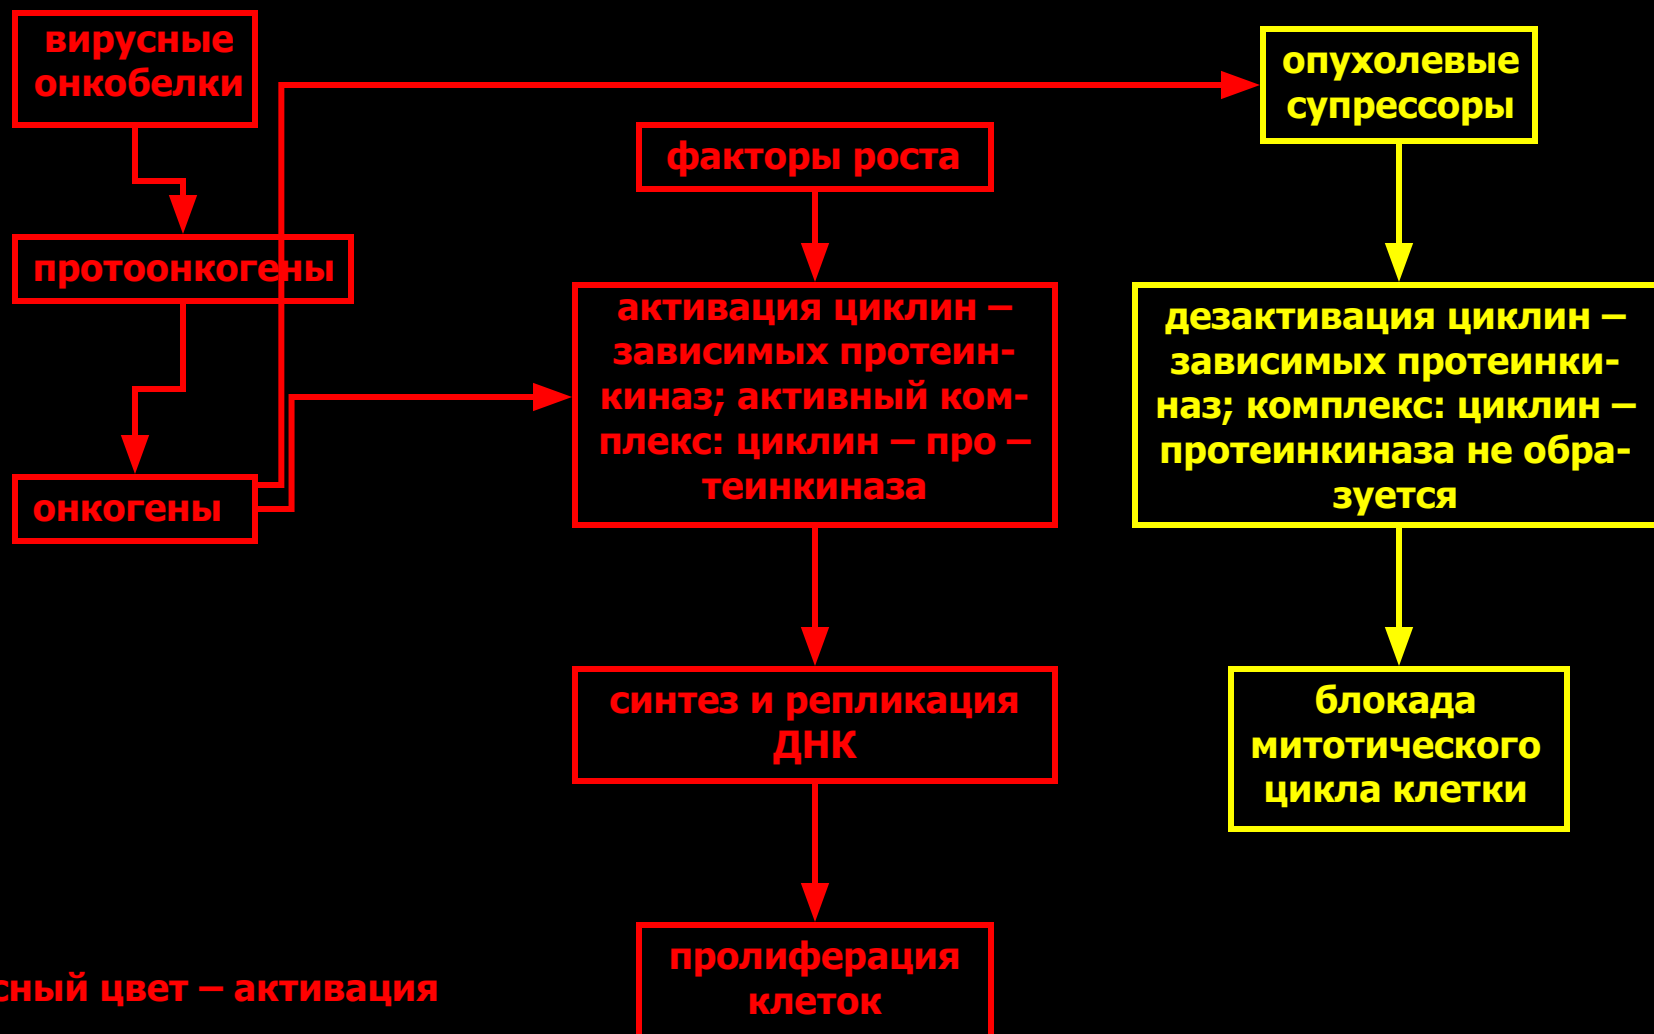 вирусные
онкобелки
опухолевые
супрессоры
факторы роста
протоонкогены
активация циклин –
зависимых протеин-
киназ; активный ком-
плекс: циклин – про –
теинкиназа
дезактивация циклин –
зависимых протеинки-
наз; комплекс: циклин –
протеинкиназа не обра-
зуется
онкогены
синтез и репликация
ДНК
блокада
митотического
цикла клетки
пролиферация
клеток
сный цвет – активация